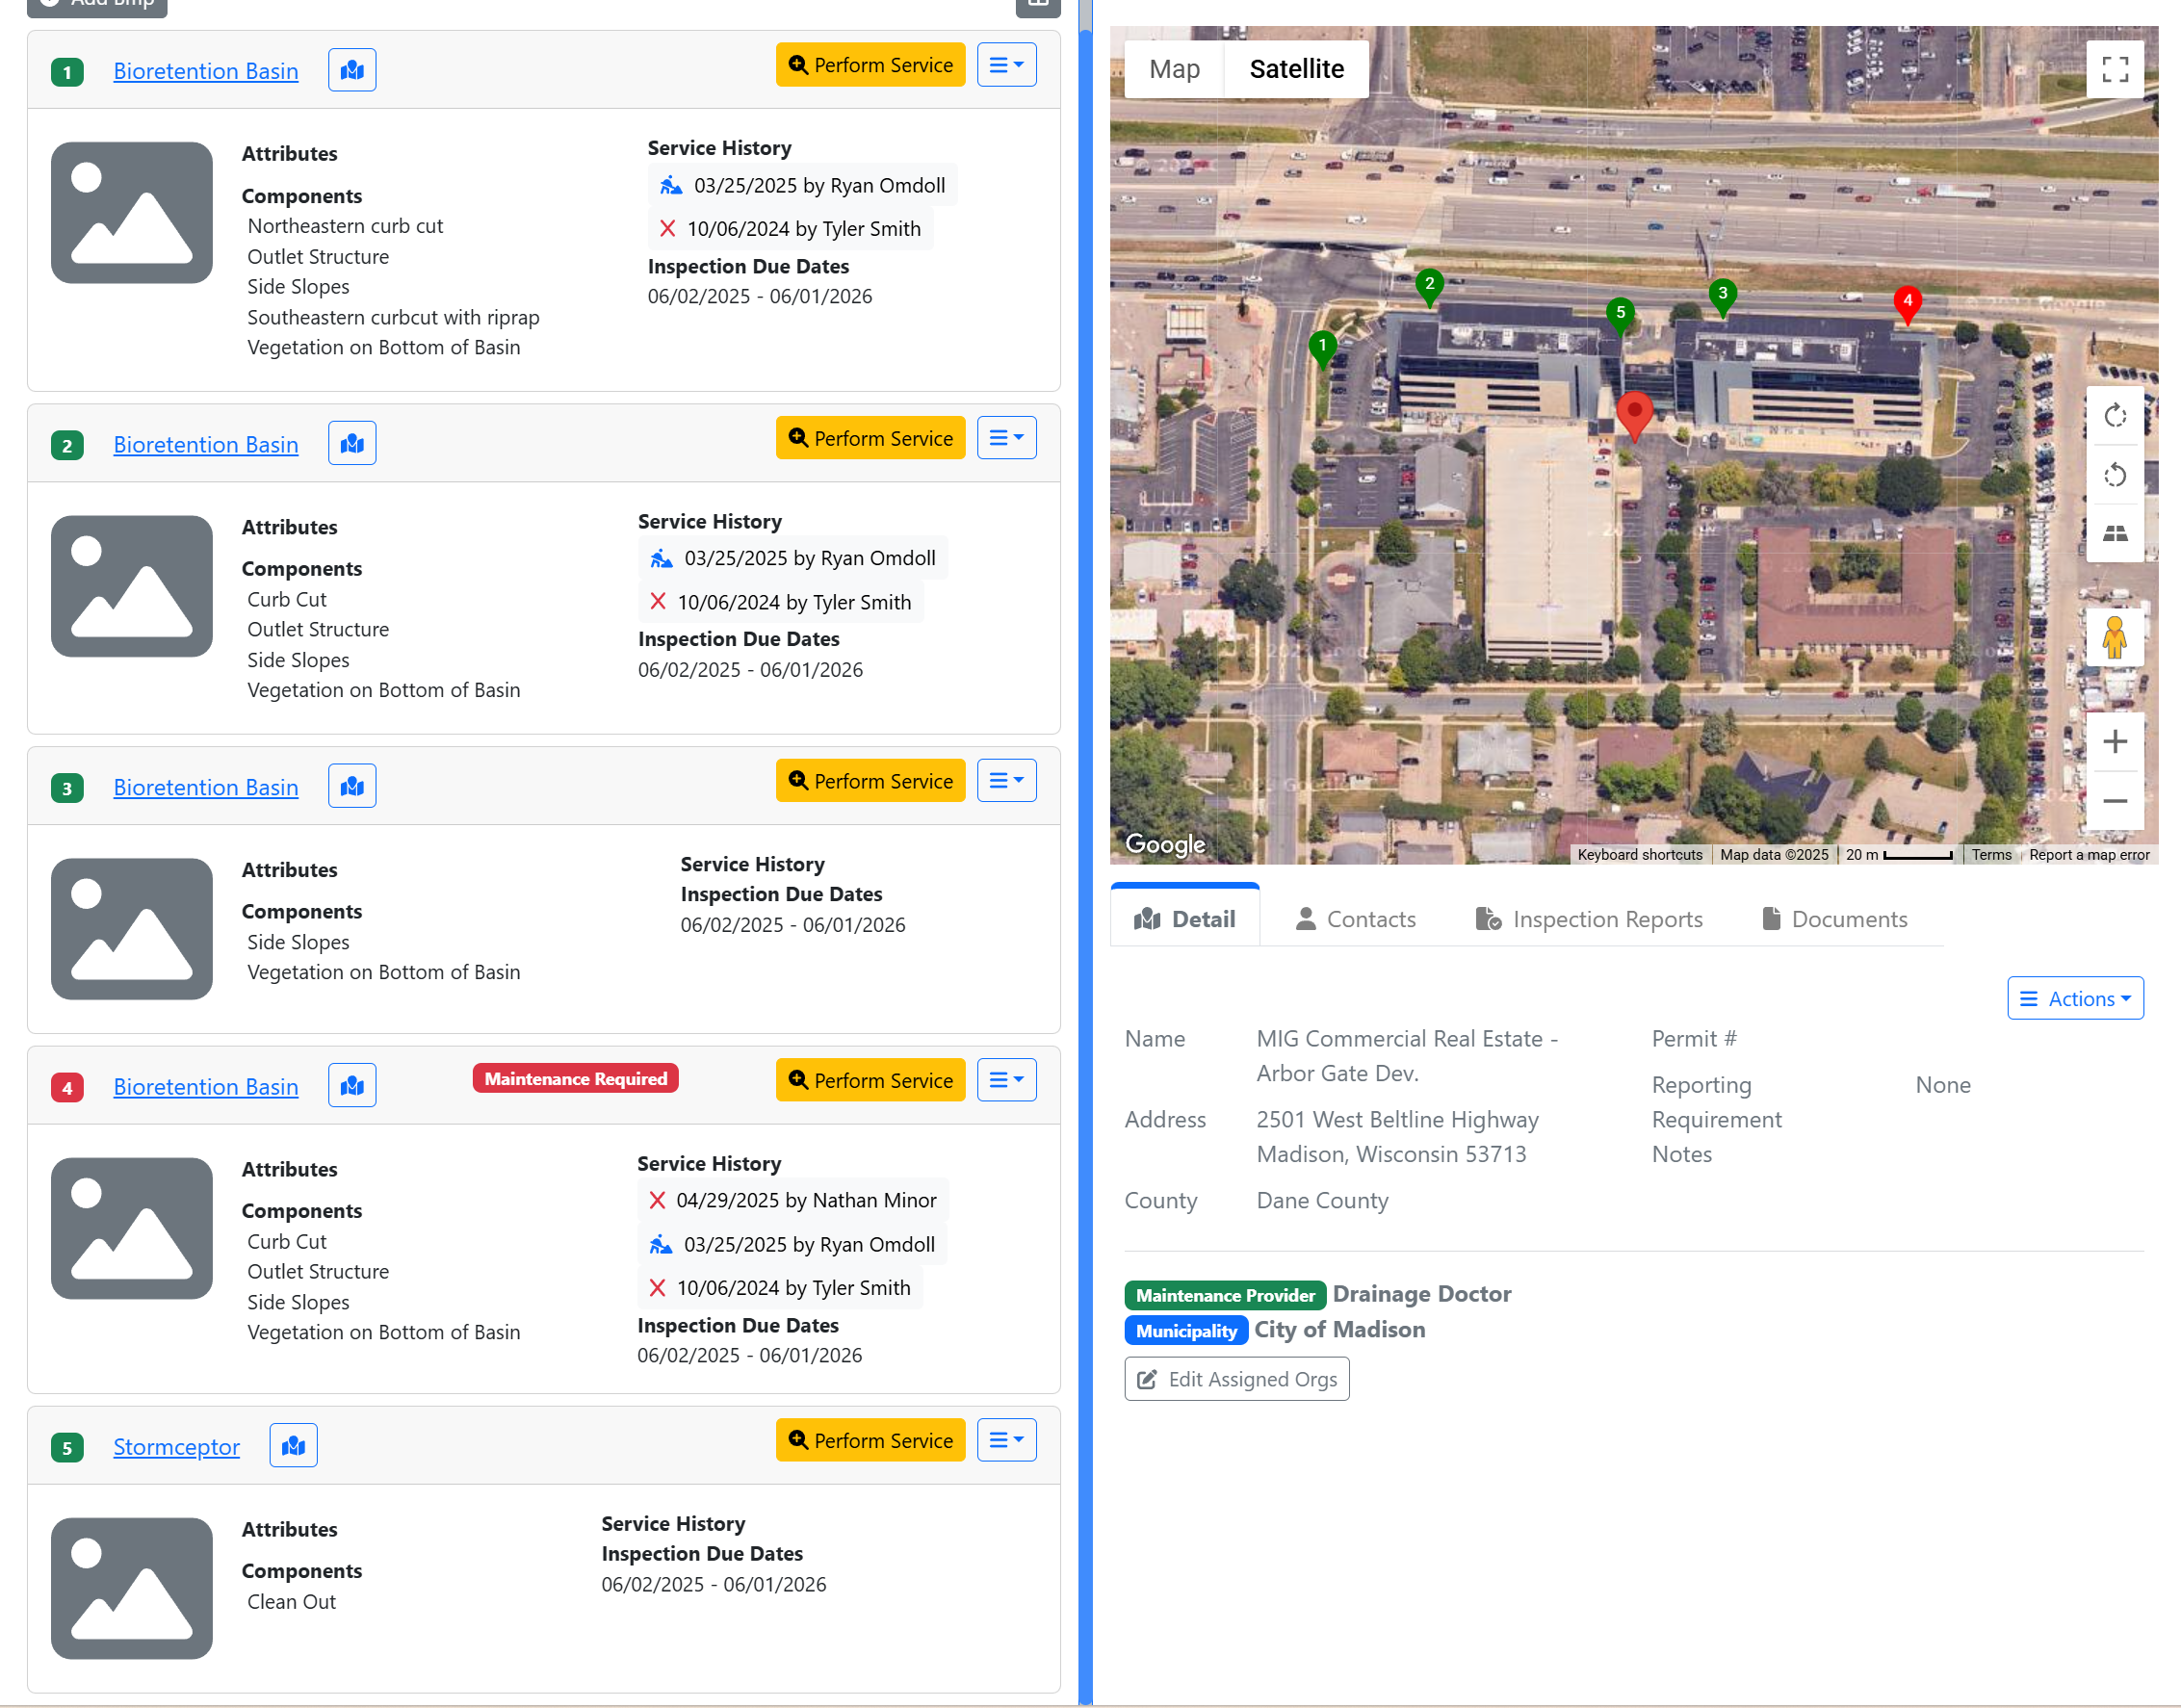 Add Bmp
1 Bioretention Basin Perform Service
Attributes
Components
Northeastern curb cut
Outlet Structure
Side Slopes
Southeastern curbcut with riprap
Vegetation on Bottom of Basin
Service History
03/25/2025 by Ryan Omdoll
10/06/2024 by Tyler Smith
Inspection Due Dates
06/02/2025 - 06/01/2026
2 Bioretention Basin Perform Service
Attributes
Components
Curb Cut
Outlet Structure
Side Slopes
Vegetation on Bottom of Basin
Service History
03/25/2025 by Ryan Omdoll
10/06/2024 by Tyler Smith
Inspection Due Dates
06/02/2025 - 06/01/2026
3 Bioretention Basin Perform Service
Attributes
Components
Side Slopes
Vegetation on Bottom of Basin
Service History
Inspection Due Dates
06/02/2025 - 06/01/2026
4 Bioretention Basin Maintenance Required Perform Service
Attributes
Components
Curb Cut
Outlet Structure
Side Slopes
Vegetation on Bottom of Basin
Service History
04/29/2025 by Nathan Minor
03/25/2025 by Ryan Omdoll
10/06/2024 by Tyler Smith
Inspection Due Dates
06/02/2025 - 06/01/2026
5 Stormceptor Perform Service
Attributes
Components
Clean Out
Service History
Inspection Due Dates
06/02/2025 - 06/01/2026
Map Satellite
2
3
4
5
1
Google
Keyboard shortcuts Map data ©2025 20 m Terms Report a map error
Detail Contacts Inspection Reports Documents
Actions
Name MIG Commercial Real Estate -
Arbor Gate Dev.
Address 2501 West Beltline Highway
Madison, Wisconsin 53713
County Dane County
Permit #
Reporting None
Requirement
Notes
Maintenance Provider Drainage Doctor
Municipality City of Madison
Edit Assigned Orgs